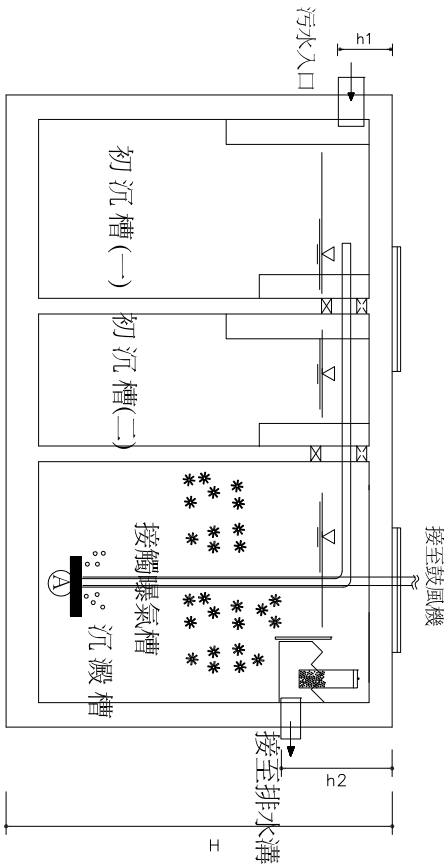 h1
污水入口
初沉槽(一)
初沉槽(二)
接觸曝氣槽
沉澱槽
接至鼓風機
接至排水溝
h2
H
A